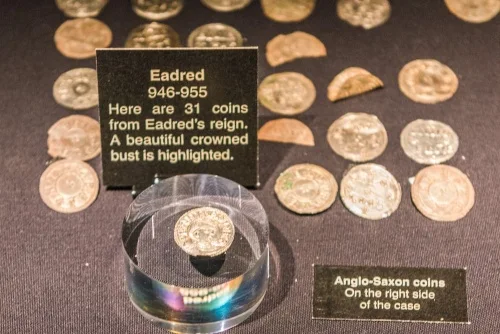 Eadred
946-955
Here are 31 coins
from Eadred's reign.
A beautiful crowned
bust is highlighted.
Anglo-Saxon coins
On the right side
of the case